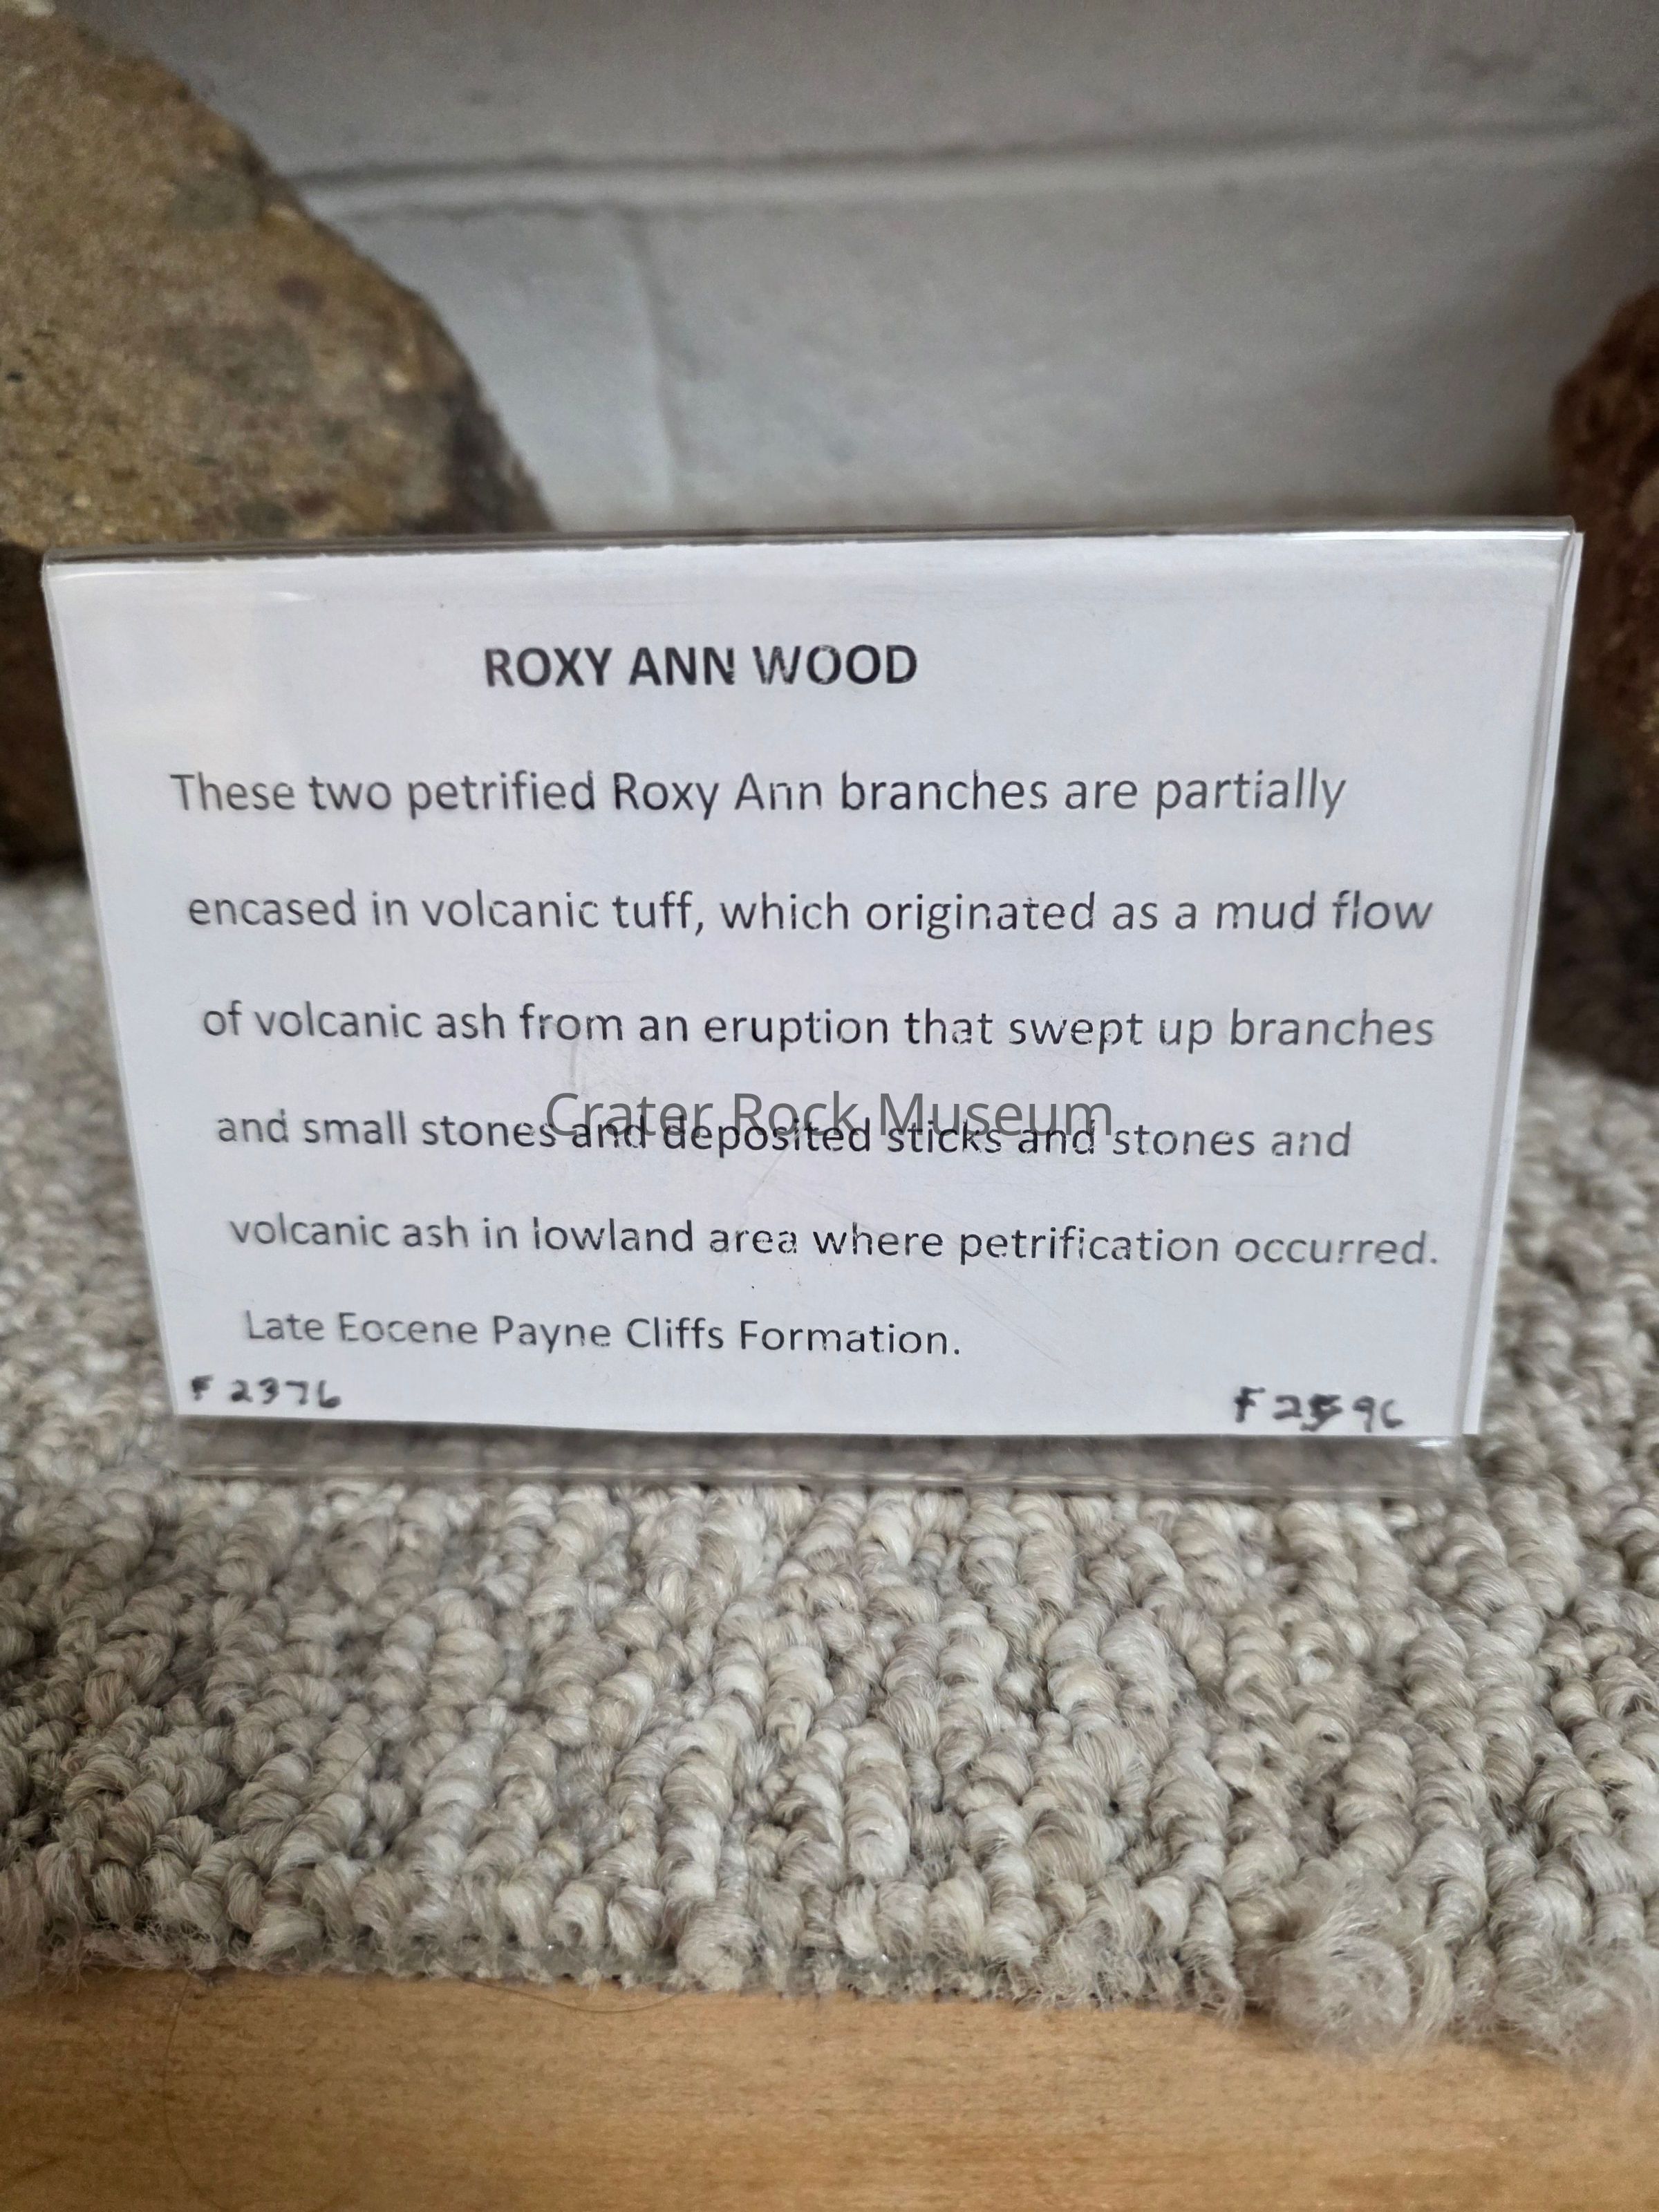 ROXY ANN WOOD
These two petrified Roxy Ann branches are partially
encased in volcanic tuff, which originated as a mud flow
of volcanic ash from an eruption that swept up branches
Crater Rock Museum
and small stones and deposited sticks and stones and
volcanic ash in lowland area where petrification occurred.
Late Eocene Payne Cliffs Formation.
F 2376 F 2596